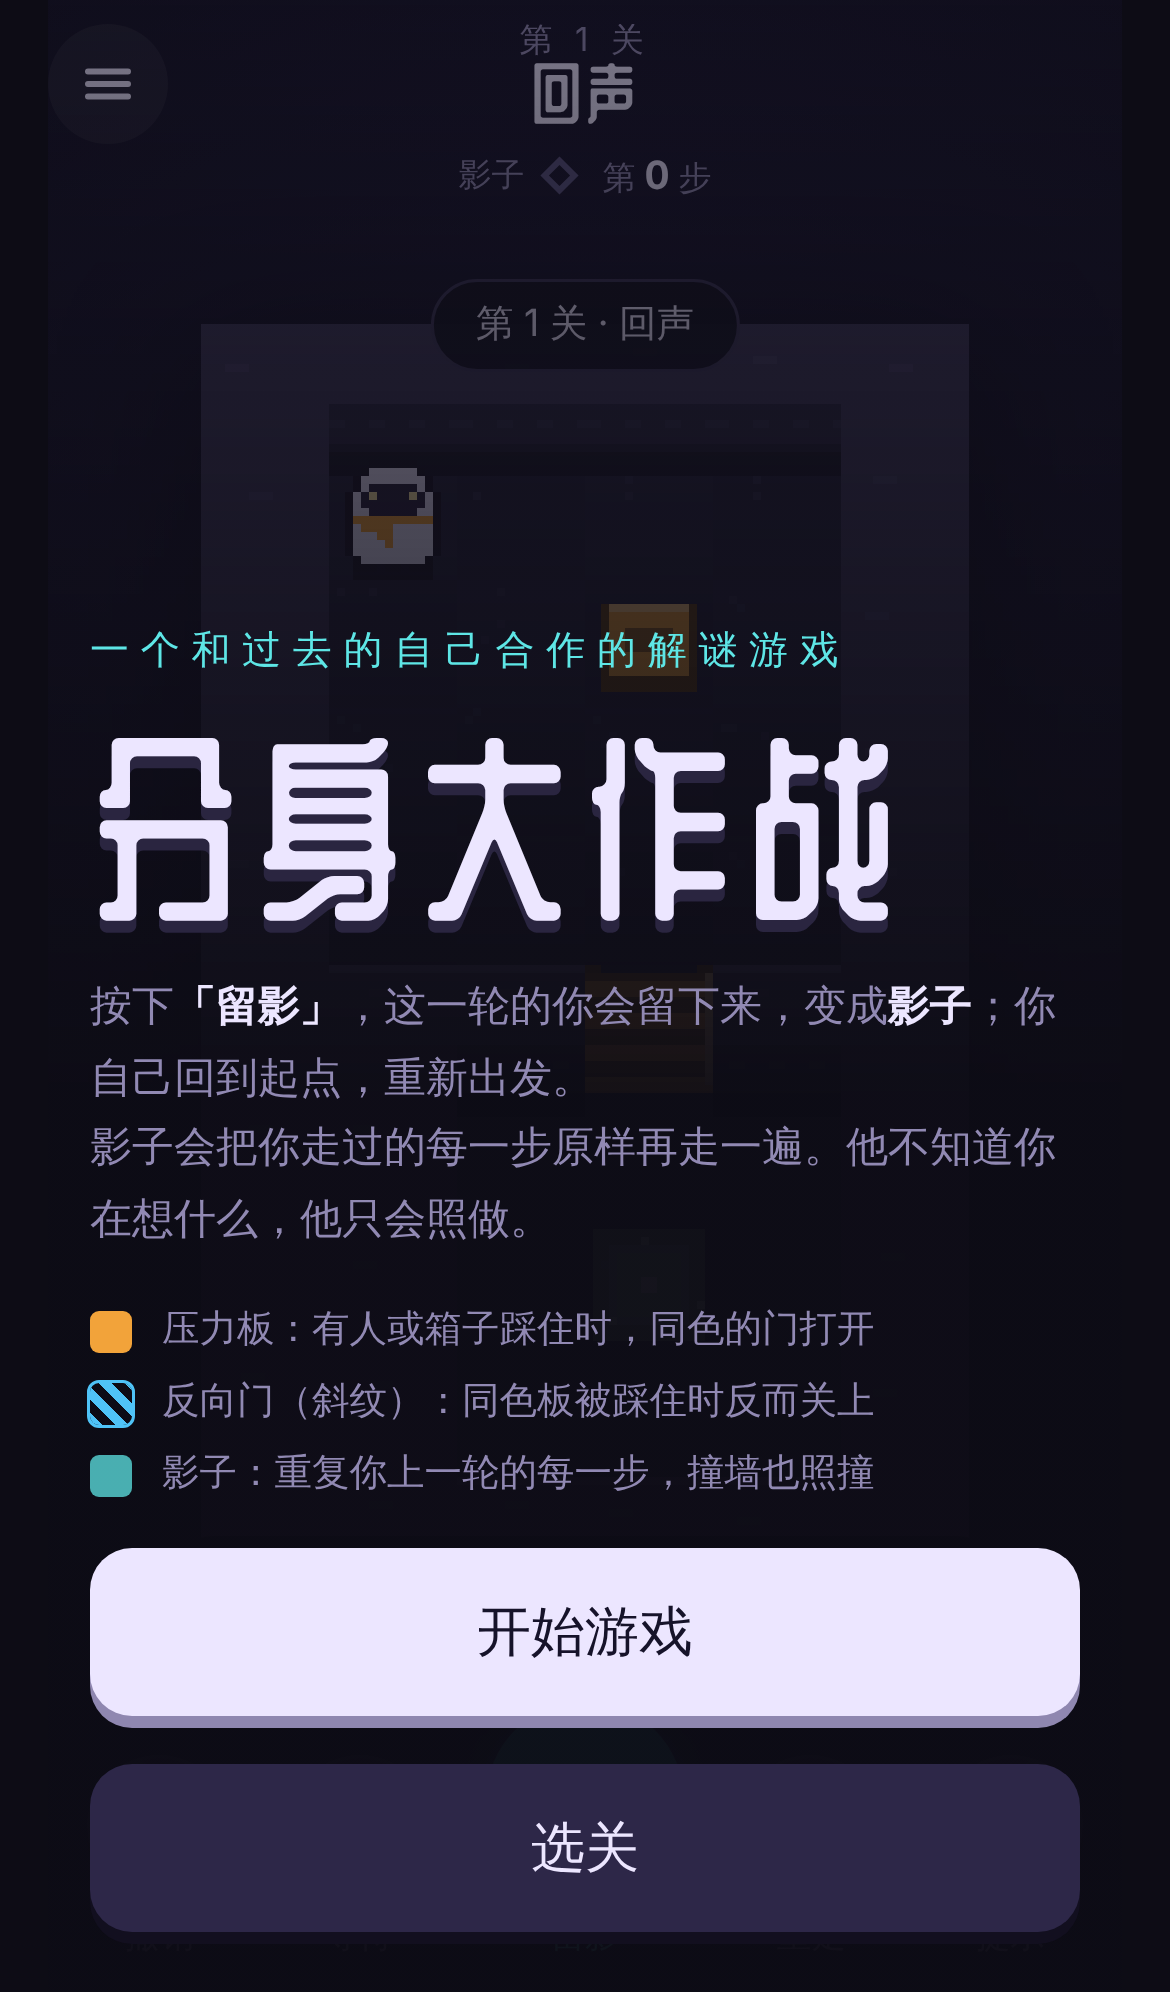 第 1 关
回声
影子 第 0 步
第 1 关 · 回声
一个和过去的自己合作的解谜游戏
分身大作战
按下「留影」，这一轮的你会留下来，变成影子；你
自己回到起点，重新出发。
影子会把你走过的每一步原样再走一遍。他不知道你
在想什么，他只会照做。
压力板：有人或箱子踩住时，同色的门打开
反向门（斜纹）：同色板被踩住时反而关上
影子：重复你上一轮的每一步，撞墙也照撞
开始游戏
选关